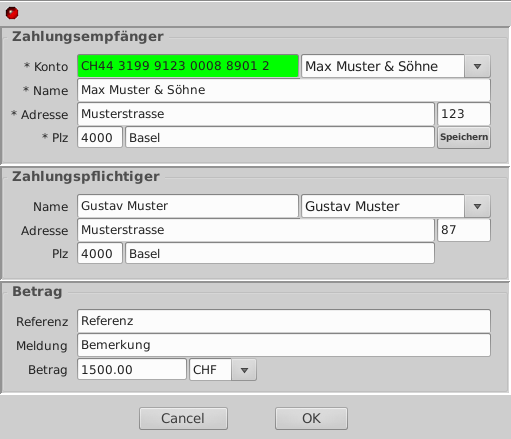 Zahlungsempfänger
* Konto CH44 3199 9123 0008 8901 2 Max Muster & Söhne
* Name Max Muster & Söhne
* Adresse Musterstrasse 123
* Plz 4000 Basel Speichern
Zahlungspflichtiger
Name Gustav Muster Gustav Muster
Adresse Musterstrasse 87
Plz 4000 Basel
Betrag
Referenz Referenz
Meldung Bemerkung
Betrag 1500.00 CHF
Cancel OK